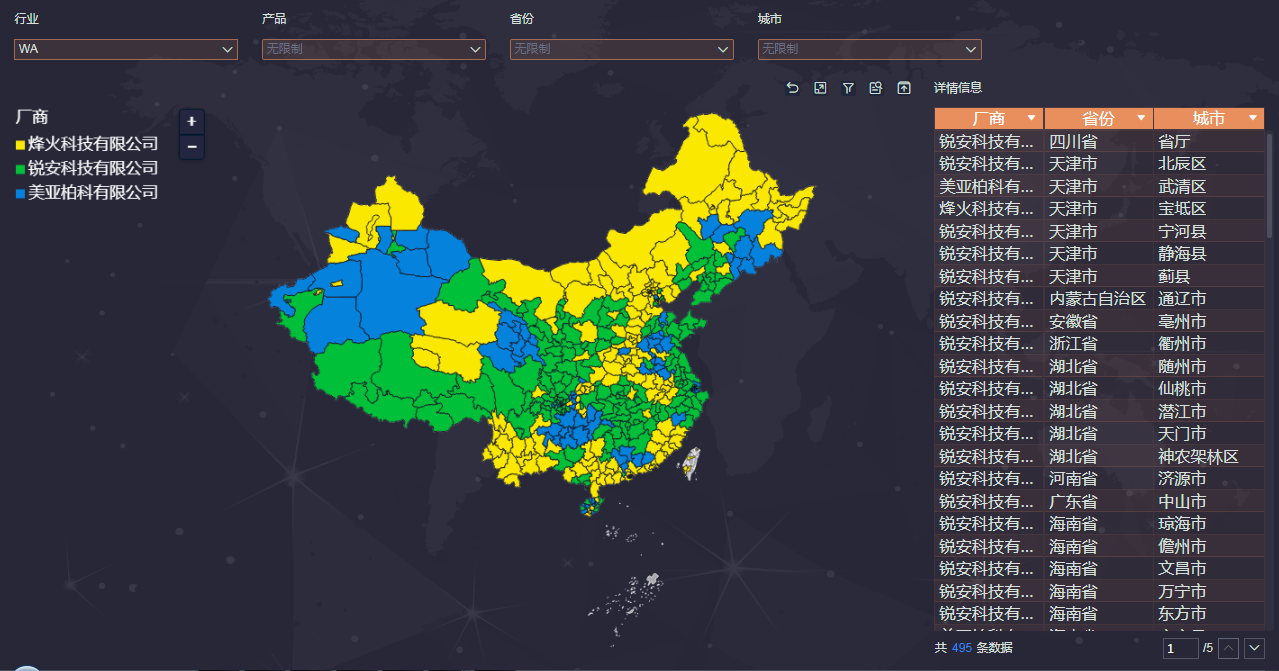 行业 产品 省份 城市
WA 无限制 无限制 无限制
详情信息
厂商
+
烽火科技有限公司
−
锐安科技有限公司
美亚柏科有限公司
厂商 省份 城市
锐安科技有... 四川省 省厅
锐安科技有... 天津市 北辰区
美亚柏科有... 天津市 武清区
烽火科技有... 天津市 宝坻区
锐安科技有... 天津市 宁河县
锐安科技有... 天津市 静海县
锐安科技有... 天津市 蓟县
锐安科技有... 内蒙古自治区 通辽市
锐安科技有... 安徽省 亳州市
锐安科技有... 浙江省 衢州市
锐安科技有... 湖北省 随州市
锐安科技有... 湖北省 仙桃市
锐安科技有... 湖北省 潜江市
锐安科技有... 湖北省 天门市
锐安科技有... 湖北省 神农架林区
锐安科技有... 河南省 济源市
锐安科技有... 广东省 中山市
锐安科技有... 海南省 琼海市
锐安科技有... 海南省 儋州市
锐安科技有... 海南省 文昌市
锐安科技有... 海南省 万宁市
锐安科技有... 海南省 东方市
共 495 条数据 1 /5